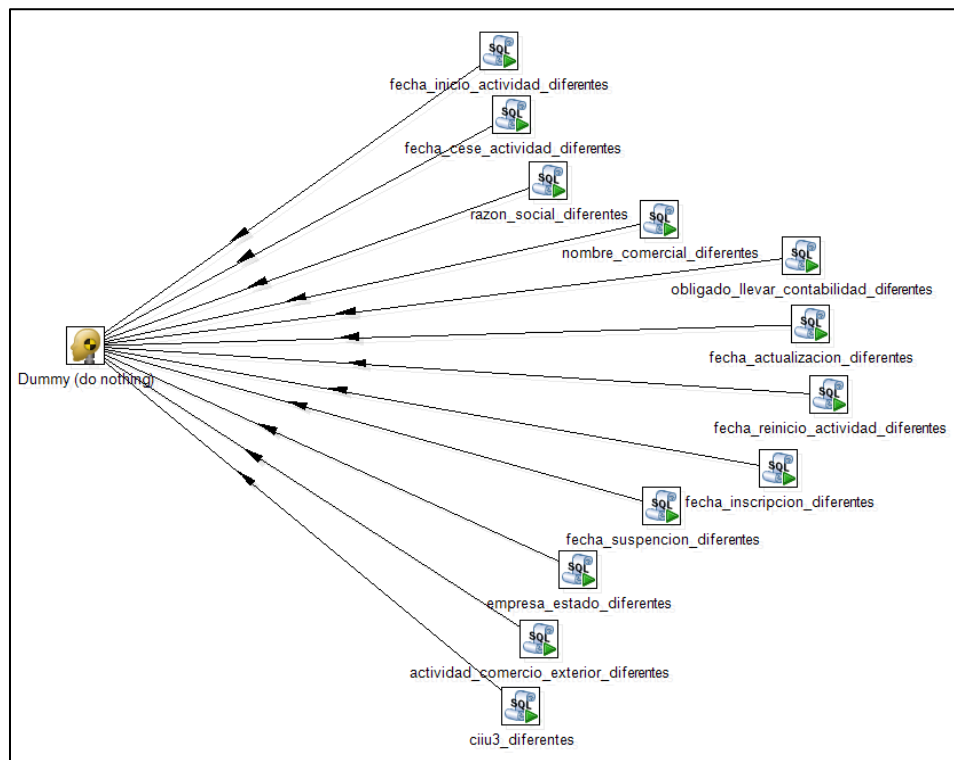 SQL
fecha_inicio_actividad_diferentes
SQL
fecha_cese_actividad_diferentes
SQL
razon_social_diferentes
SQL
nombre_comercial_diferentes
SQL
obligado_llevar_contabilidad_diferentes
SQL
fecha_actualizacion_diferentes
Dummy (do nothing)
SQL
fecha_reinicio_actividad_diferentes
SQL
fecha_inscripcion_diferentes
SQL
fecha_suspencion_diferentes
SQL
empresa_estado_diferentes
SQL
actividad_comercio_exterior_diferentes
SQL
ciiu3_diferentes